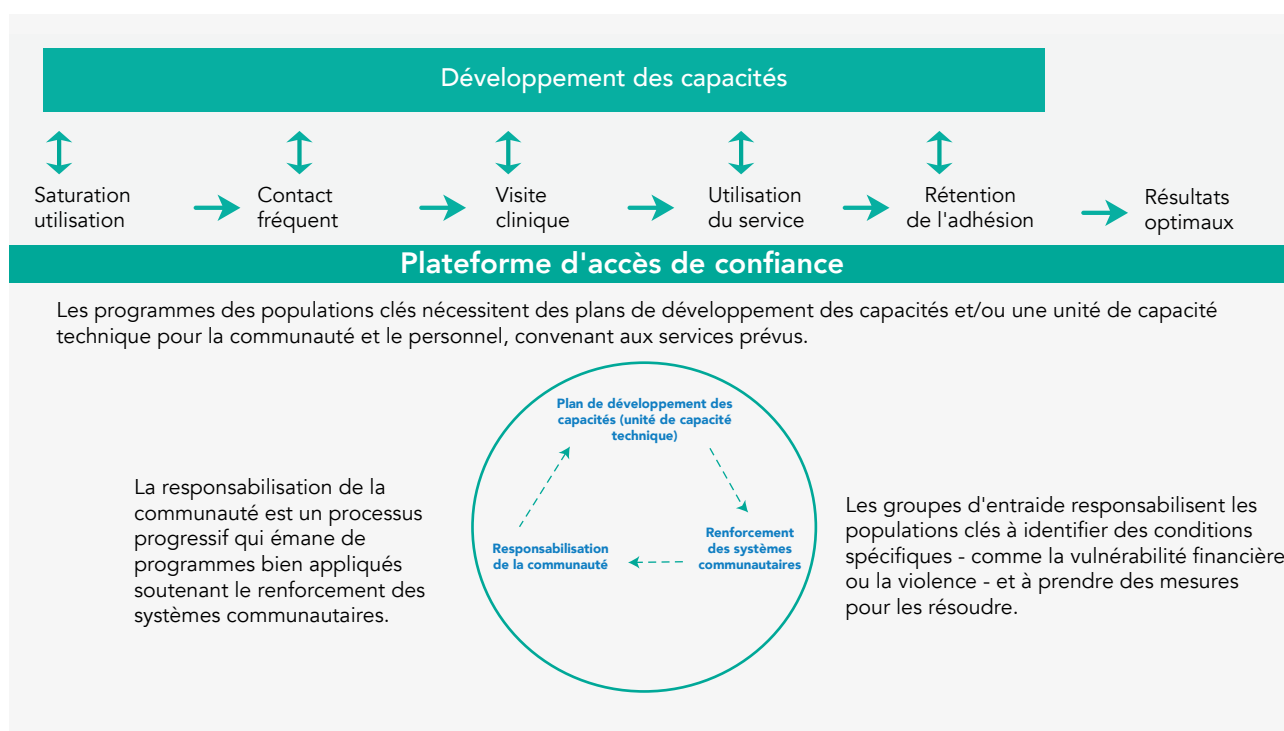 Développement des capacités
Saturation
utilisation
Contact
fréquent
Visite
clinique
Utilisation
du service
Rétention
de l'adhésion
Résultats
optimaux
Plateforme d'accès de confiance
Les programmes des populations clés nécessitent des plans de développement des capacités et/ou une unité de capacité
technique pour la communauté et le personnel, convenant aux services prévus.
Plan de développement des
capacités (unité de capacité
technique)
Renforcement
des systèmes
communautaires
Responsabilisation
de la communauté
La responsabilisation de la
communauté est un processus
progressif qui émane de
programmes bien appliqués
soutenant le renforcement des
systèmes communautaires.
Les groupes d'entraide responsabilisent les
populations clés à identifier des conditions
spécifiques - comme la vulnérabilité financière
ou la violence - et à prendre des mesures
pour les résoudre.